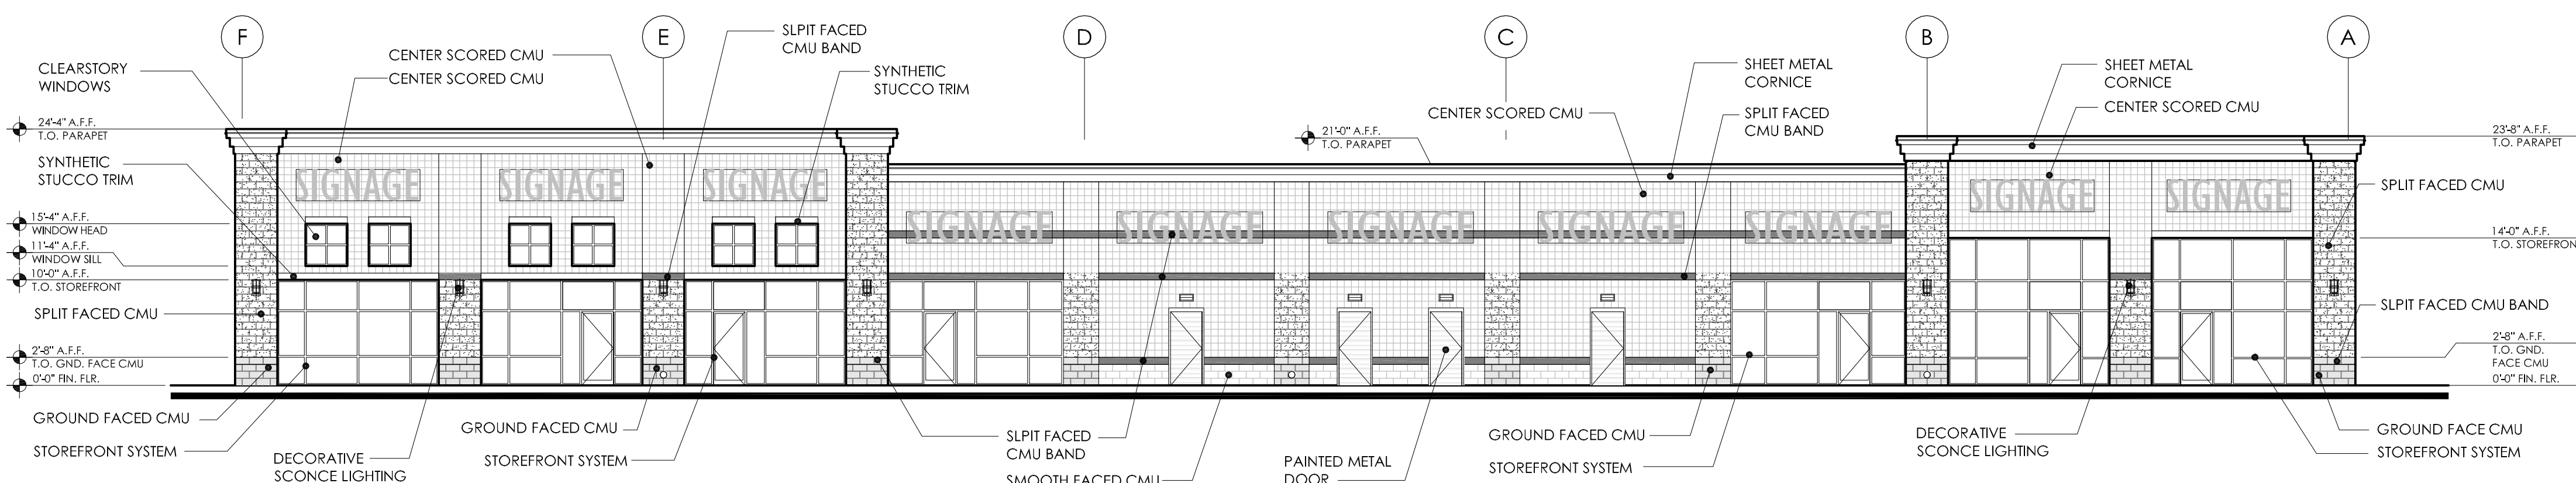 F
E
D
C
B
A
CLEARSTORY
WINDOWS
CENTER SCORED CMU
CENTER SCORED CMU
SLPIT FACED
CMU BAND
SYNTHETIC
STUCCO TRIM
24'-4" A.F.F.
T.O. PARAPET
SYNTHETIC
STUCCO TRIM
15'-4" A.F.F.
WINDOW HEAD
11'-4" A.F.F.
WINDOW SILL
10'-0" A.F.F.
T.O. STOREFRONT
SPLIT FACED CMU
2'-8" A.F.F.
T.O. GND. FACE CMU
0'-0" FIN. FLR.
GROUND FACED CMU
STOREFRONT SYSTEM
DECORATIVE
SCONCE LIGHTING
GROUND FACED CMU
STOREFRONT SYSTEM
SIGNAGE
SIGNAGE
SIGNAGE
SIGNAGE
SIGNAGE
SIGNAGE
SIGNAGE
SIGNAGE
SIGNAGE
SIGNAGE
21'-0" A.F.F.
T.O. PARAPET
CENTER SCORED CMU
SHEET METAL
CORNICE
SPLIT FACED
CMU BAND
SLPIT FACED
CMU BAND
SMOOTH FACED CMU
PAINTED METAL
DOOR
GROUND FACED CMU
STOREFRONT SYSTEM
SHEET METAL
CORNICE
CENTER SCORED CMU
23'-8" A.F.F.
T.O. PARAPET
SPLIT FACED CMU
14'-0" A.F.F.
T.O. STOREFRON
SLPIT FACED CMU BAND
2'-8" A.F.F.
T.O. GND.
FACE CMU
0'-0" FIN. FLR.
DECORATIVE
SCONCE LIGHTING
GROUND FACE CMU
STOREFRONT SYSTEM